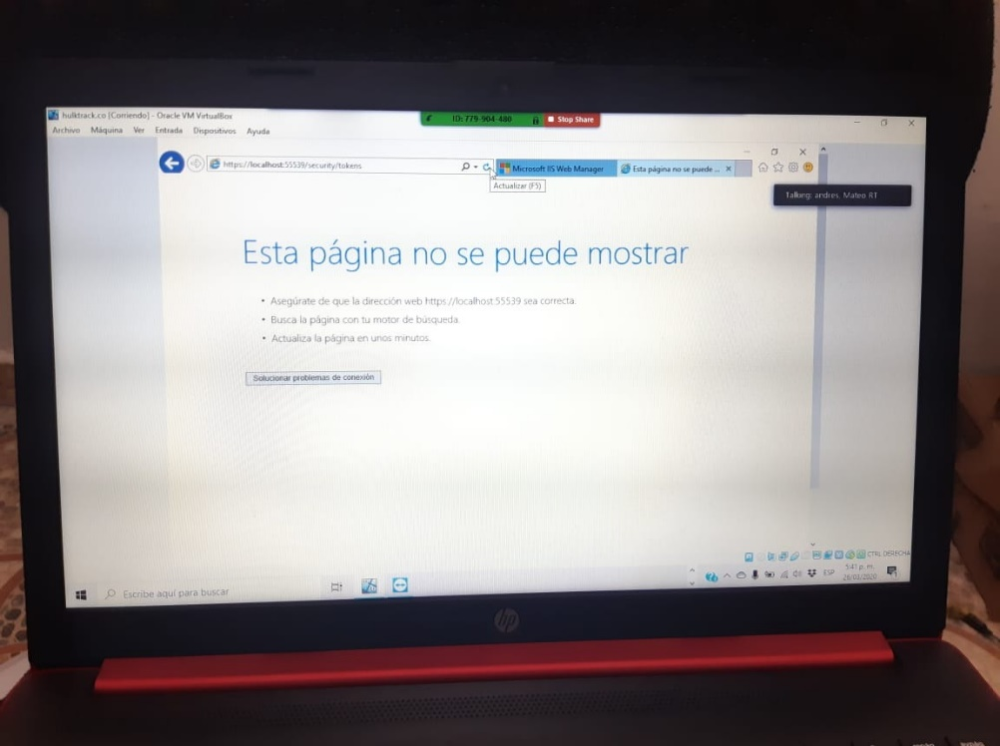 hulktrack.co [Corriendo] - Oracle VM VirtualBox
ID: 779-904-480 Stop Share
Archivo Máquina Ver Entrada Dispositivos Ayuda
https://localhost:55539/security/tokens
Microsoft IIS Web Manager
Esta página no se puede ...
Actualizar (F5)
Talking: andres, Mateo RT
Esta página no se puede mostrar
• Asegúrate de que la dirección web https://localhost:55539 sea correcta.
• Busca la página con tu motor de búsqueda.
• Actualiza la página en unos minutos.
Solucionar problemas de conexión
CTRL DERECHA
Escribe aquí para buscar
ESP
5:41 p. m.
28/03/2020
hp